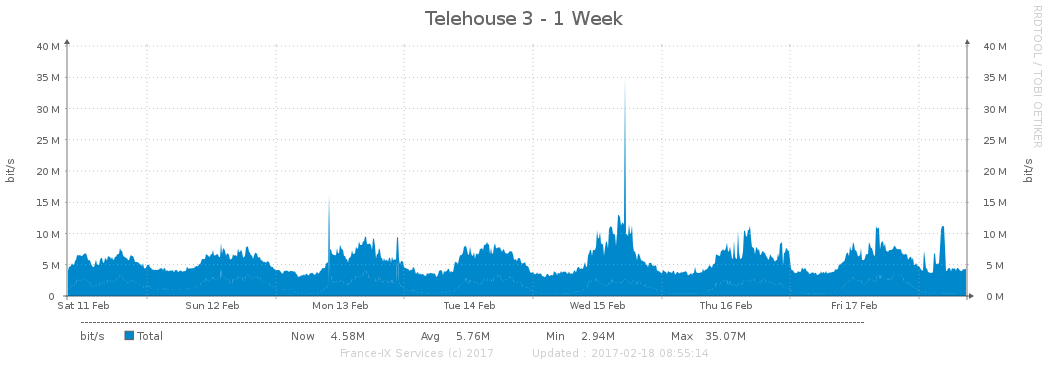 Telehouse 3 - 1 Week
RRDTOOL / TOBI OETIKER
40 M 40 M
35 M 35 M
30 M 30 M
25 M 25 M
20 M 20 M
15 M 15 M
10 M 10 M
5 M 5 M
0 0 M
bit/s bit/s
Sat 11 Feb Sun 12 Feb Mon 13 Feb Tue 14 Feb Wed 15 Feb Thu 16 Feb Fri 17 Feb
bit/s Total Now 4.58M Avg 5.76M Min 2.94M Max 35.07M
France-IX Services (c) 2017 Updated : 2017-02-18 08:55:14